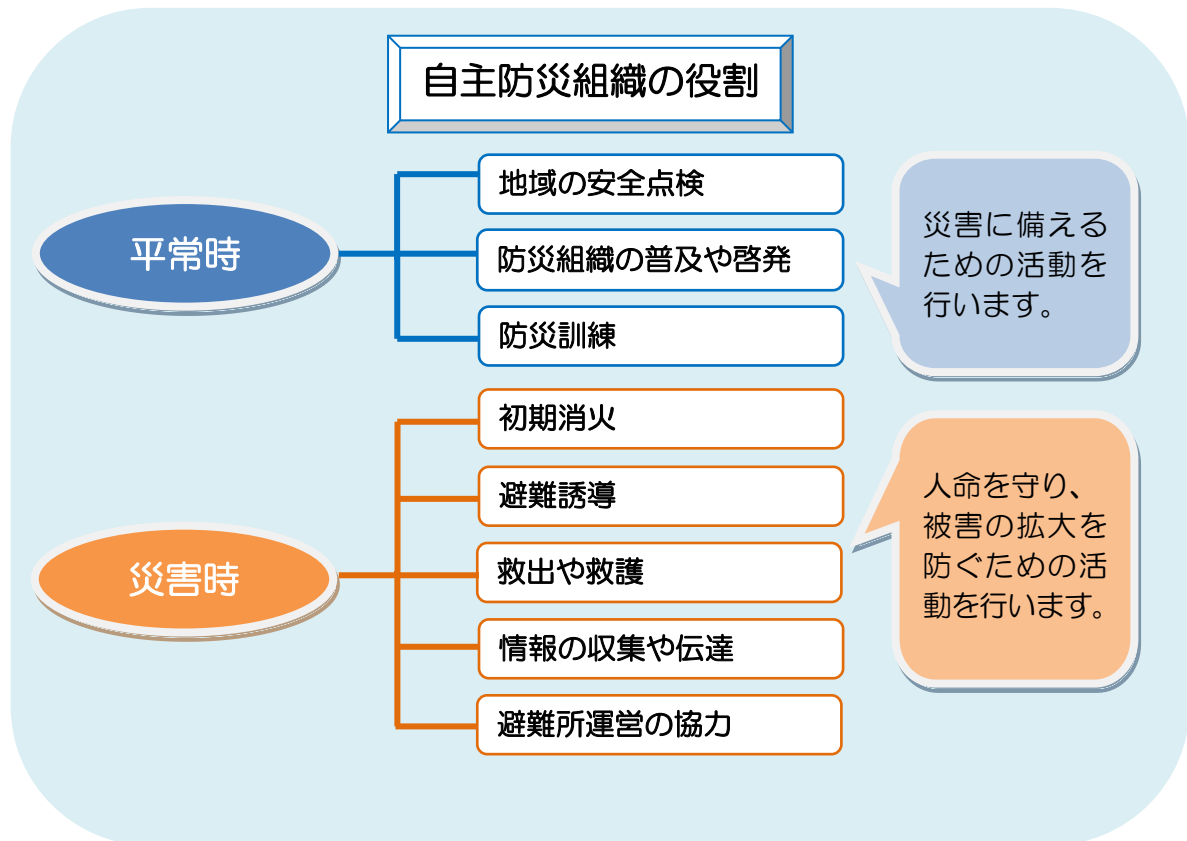 自主防災組織の役割
平常時
地域の安全点検
防災組織の普及や啓発
防災訓練
災害に備える
ための活動を
行います。
災害時
初期消火
避難誘導
救出や救護
情報の収集や伝達
避難所運営の協力
人命を守り、
被害の拡大を
防ぐための活
動を行います。